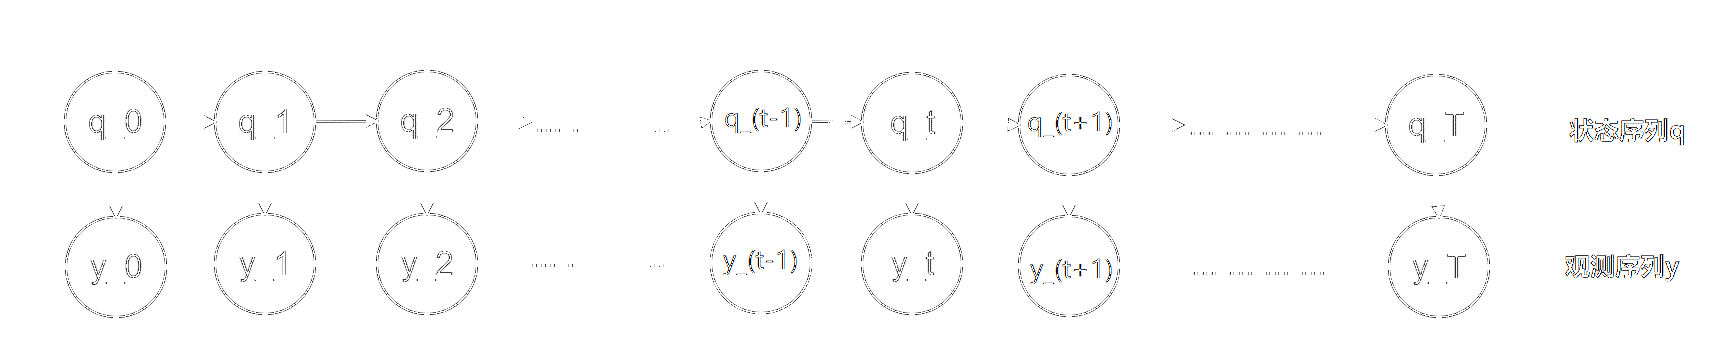 q_0 q_1 q_2 ...... ... q_(t-1) q_t q_(t+1) ... ... ... ... q_T 状态序列q
y_0 y_1 y_2 ...... ... y_(t-1) y_t y_(t+1) ... ... ... ... y_T 观测序列y